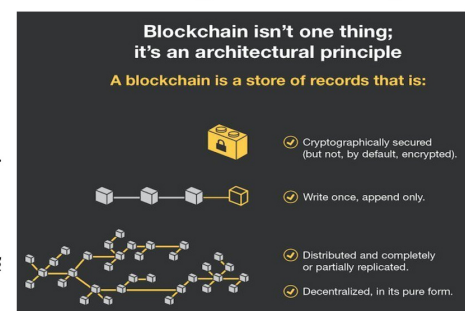 Blockchain isn't one thing;
it's an architectural principle
A blockchain is a store of records that is:
Cryptographically secured
(but not, by default, encrypted).
Write once, append only.
Distributed and completely
or partially replicated.
Decentralized, in its pure form.